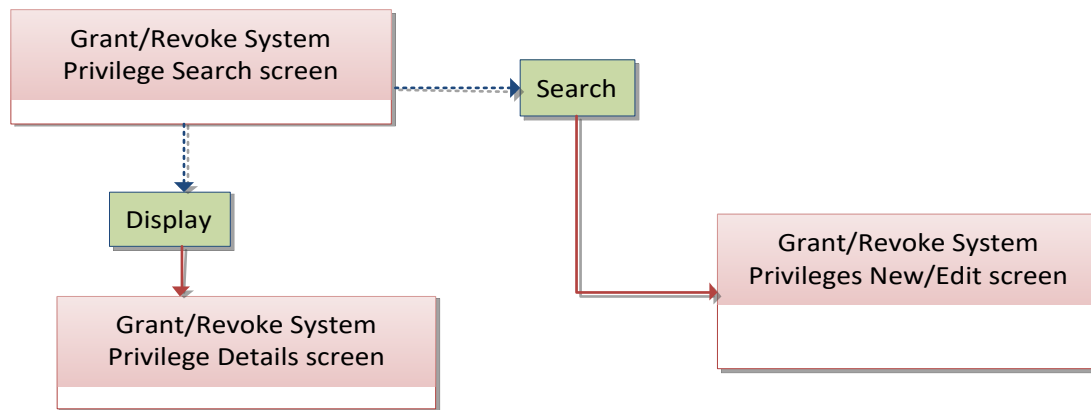 Grant/Revoke System
Privilege Search screen
Search
Display
Grant/Revoke System
Privileges New/Edit screen
Grant/Revoke System
Privilege Details screen